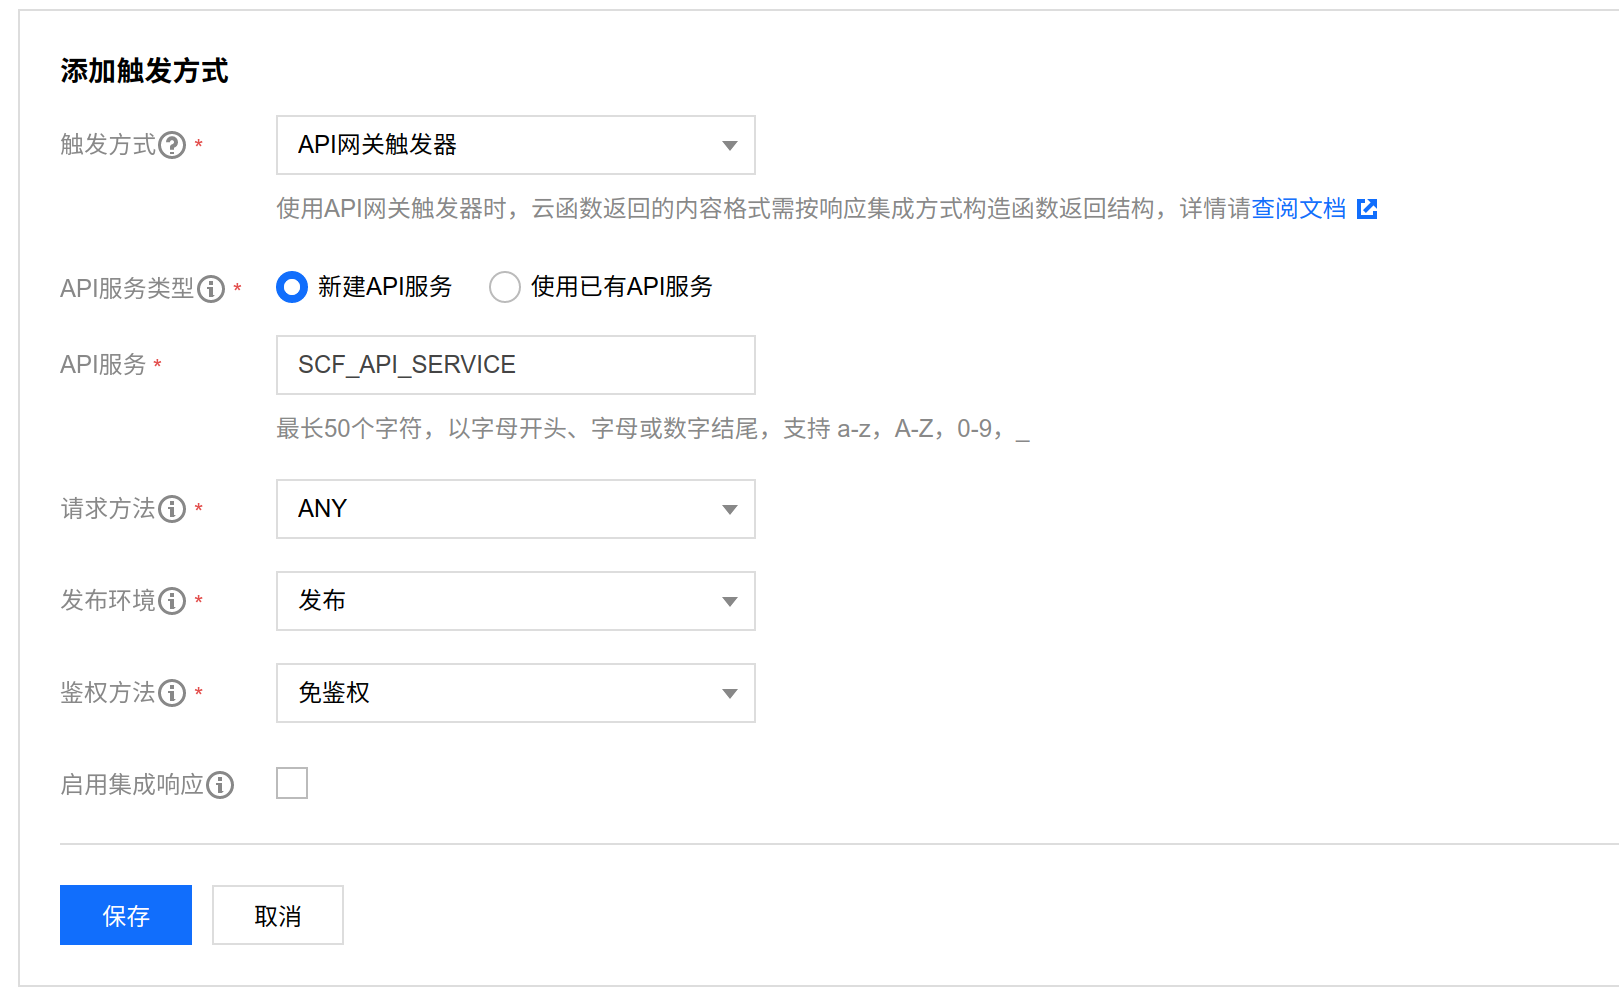 添加触发方式
触发方式 * API网关触发器
使用API网关触发器时，云函数返回的内容格式需按响应集成方式构造函数返回结构，详情请查阅文档
API服务类型 * 新建API服务 使用已有API服务
API服务 * SCF_API_SERVICE
最长50个字符，以字母开头、字母或数字结尾，支持 a-z，A-Z，0-9，_
请求方法 * ANY
发布环境 * 发布
鉴权方法 * 免鉴权
启用集成响应
保存 取消